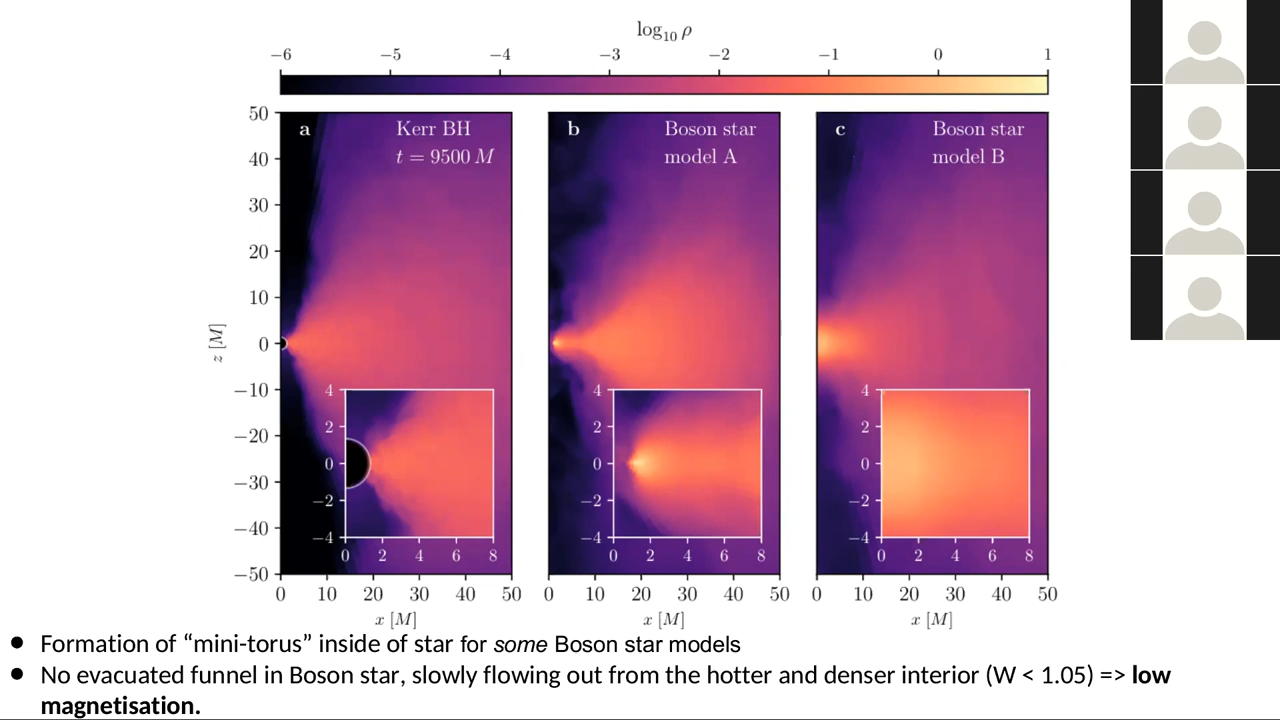 log₁₀ ρ
−6 −5 −4 −3 −2 −1 0 1
a Kerr BH
t = 9500 M
b Boson star
model A
c Boson star
model B
50
40
30
20
10
0
−10
−20
−30
−40
−50
z [M]
4
2
0
−2
−4
0 2 4 6 8
4
2
0
−2
−4
0 2 4 6 8
4
2
0
−2
−4
0 2 4 6 8
0 10 20 30 40 50
0 10 20 30 40 50
0 10 20 30 40 50
x [M]
x [M]
x [M]
● Formation of “mini-torus” inside of star for some Boson star models
● No evacuated funnel in Boson star, slowly flowing out from the hotter and denser interior (W < 1.05) => low
magnetisation.